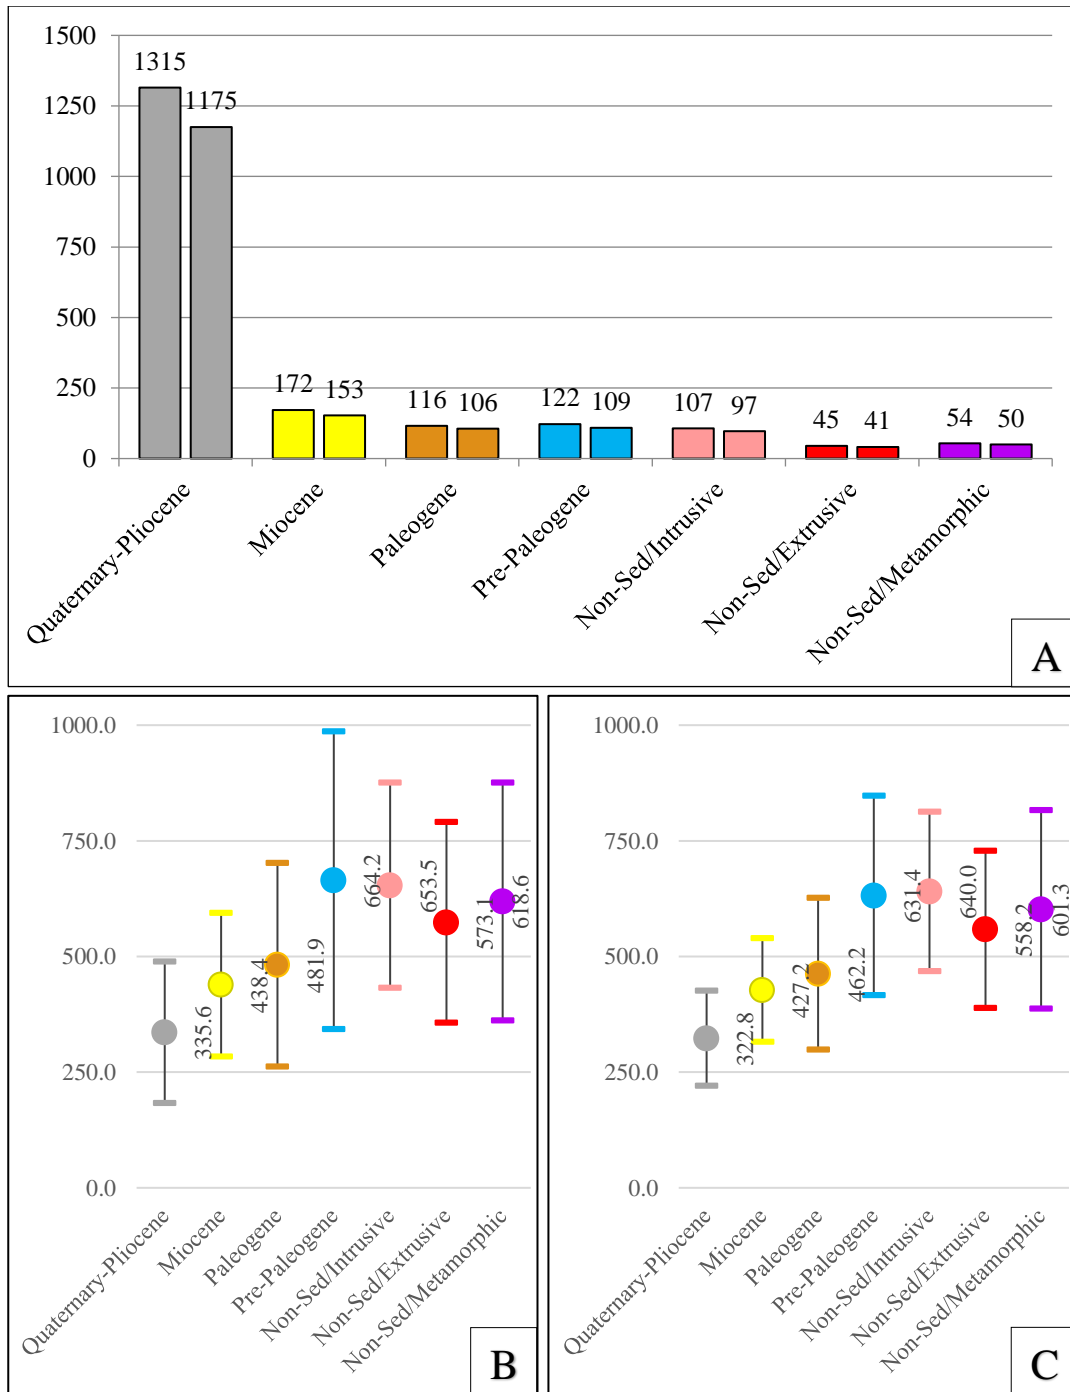 1500
1250
1000
750
500
250
0
1315
1175
172
153
116
106
122
109
107
97
45
41
54
50
Quaternary-Pliocene
Miocene
Paleogene
Pre-Paleogene
Non-Sed/Intrusive
Non-Sed/Extrusive
Non-Sed/Metamorphic
A
1000.0
750.0
500.0
250.0
0.0
335.6
438.4
481.9
664.2
653.5
573.1
618.6
Quaternary-Pliocene
Miocene
Paleogene
Pre-Paleogene
Non-Sed/Intrusive
Non-Sed/Extrusive
Non-Sed/Metamorphic
B
1000.0
750.0
500.0
250.0
0.0
322.8
427.2
462.2
631.4
640.0
558.2
601.3
Quaternary-Pliocene
Miocene
Paleogene
Pre-Paleogene
Non-Sed/Intrusive
Non-Sed/Extrusive
Non-Sed/Metamorphic
C